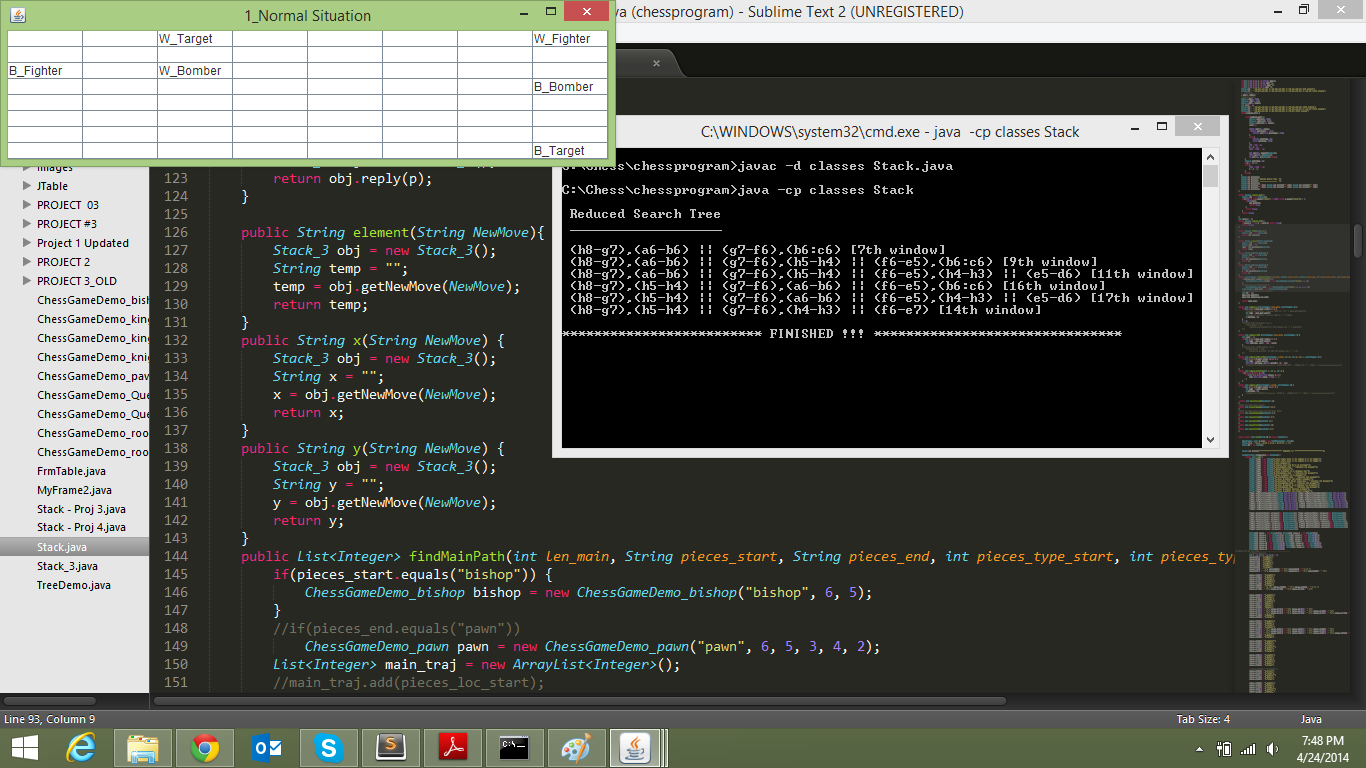 1_Normal Situation
W_Target W_Fighter
B_Fighter W_Bomber
B_Bomber
B_Target
va (chessprogram) - Sublime Text 2 (UNREGISTERED)
images
JTable
PROJECT 03
PROJECT #3
Project 1 Updated
PROJECT 2
PROJECT 3_OLD
ChessGameDemo_bish
ChessGameDemo_king
ChessGameDemo_king
ChessGameDemo_knig
ChessGameDemo_paw
ChessGameDemo_Que
ChessGameDemo_Que
ChessGameDemo_roo
ChessGameDemo_roo
FrmTable.java
MyFrame2.java
Stack - Proj 3.java
Stack - Proj 4.java
Stack.java
Stack_3.java
TreeDemo.java
123 return obj.reply(p);
124 }
125
126 public String element(String NewMove){
127 Stack_3 obj = new Stack_3();
128 String temp = "";
129 temp = obj.getNewMove(NewMove);
130 return temp;
131 }
132 public String x(String NewMove) {
133 Stack_3 obj = new Stack_3();
134 String x = "";
135 x = obj.getNewMove(NewMove);
136 return x;
137 }
138 public String y(String NewMove) {
139 Stack_3 obj = new Stack_3();
140 String y = "";
141 y = obj.getNewMove(NewMove);
142 return y;
143 }
144 public List<Integer> findMainPath(int len_main, String pieces_start, String pieces_end, int pieces_type_start, int pieces_typ
145 if(pieces_start.equals("bishop")) {
146 ChessGameDemo_bishop bishop = new ChessGameDemo_bishop("bishop", 6, 5);
147 }
148 //if(pieces_end.equals("pawn"))
149 ChessGameDemo_pawn pawn = new ChessGameDemo_pawn("pawn", 6, 5, 3, 4, 2);
150 List<Integer> main_traj = new ArrayList<Integer>();
151 //main_traj.add(pieces_loc_start);
C:\WINDOWS\system32\cmd.exe - java -cp classes Stack
C:\Chess\chessprogram>javac -d classes Stack.java
C:\Chess\chessprogram>java -cp classes Stack
Reduced Search Tree
(h8-g7),(a6-b6) || (g7-f6),(b6:c6) [7th window]
(h8-g7),(a6-b6) || (g7-f6),(h5-h4) || (f6-e5),(b6:c6) [9th window]
(h8-g7),(a6-b6) || (g7-f6),(h5-h4) || (f6-e5),(h4-h3) || (e5-d6) [11th window]
(h8-g7),(h5-h4) || (g7-f6),(a6-b6) || (f6-e5),(b6:c6) [16th window]
(h8-g7),(h5-h4) || (g7-f6),(a6-b6) || (f6-e5),(h4-h3) || (e5-d6) [17th window]
(h8-g7),(h5-h4) || (g7-f6),(h4-h3) || (f6-e7) [14th window]
************************* FINISHED !!! *******************************
Line 93, Column 9
Tab Size: 4 Java
7:48 PM
4/24/2014